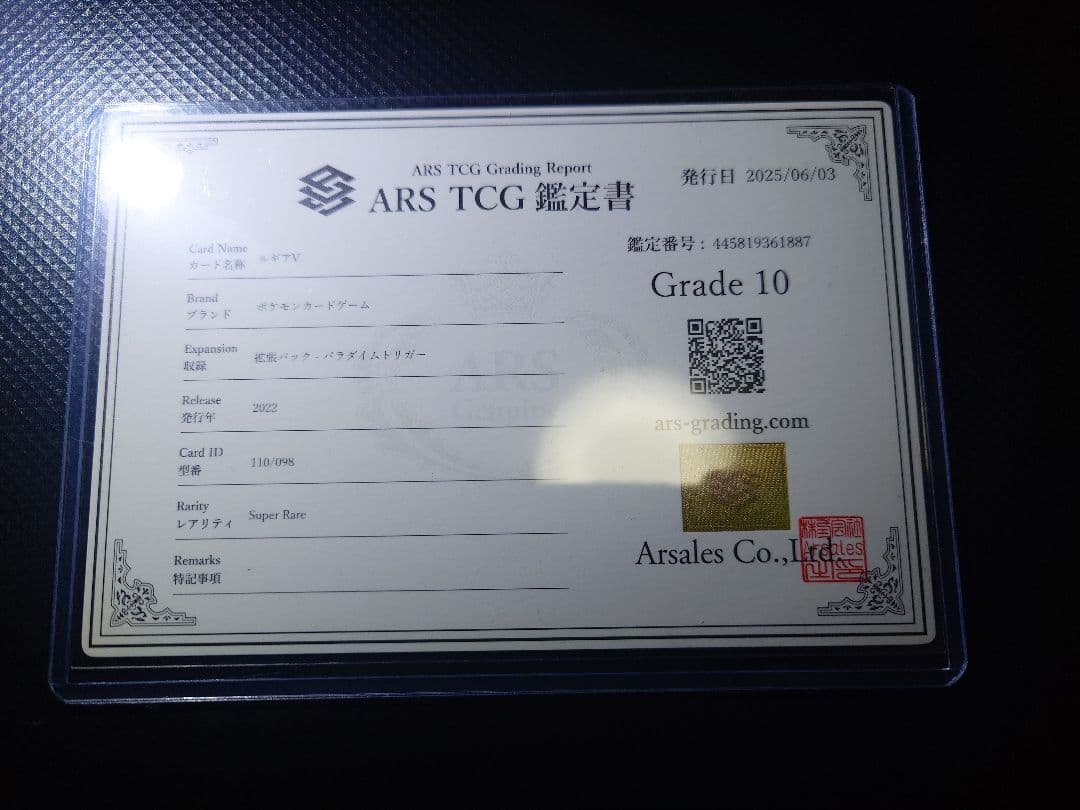 ARS TCG Grading Report
ARS TCG 鑑定書
発行日 2025/06/03
鑑定番号 : 445819361887
Grade 10
Card Name
カード名称 ルギアV
Brand
ブランド ポケモンカードゲーム
Expansion
収録 拡張パック - パラダイムトリガー
Release
発行年 2022
Card ID
型番 110/098
Rarity
レアリティ Super Rare
Remarks
特記事項
ars-grading.com
Arsales Co.,Ltd.
ARS
Genuine
Arsales